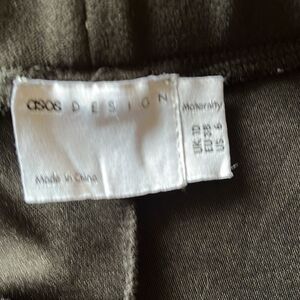 asos DESIGN
Made in China
Maternity
UK 10
EU 38
US 6